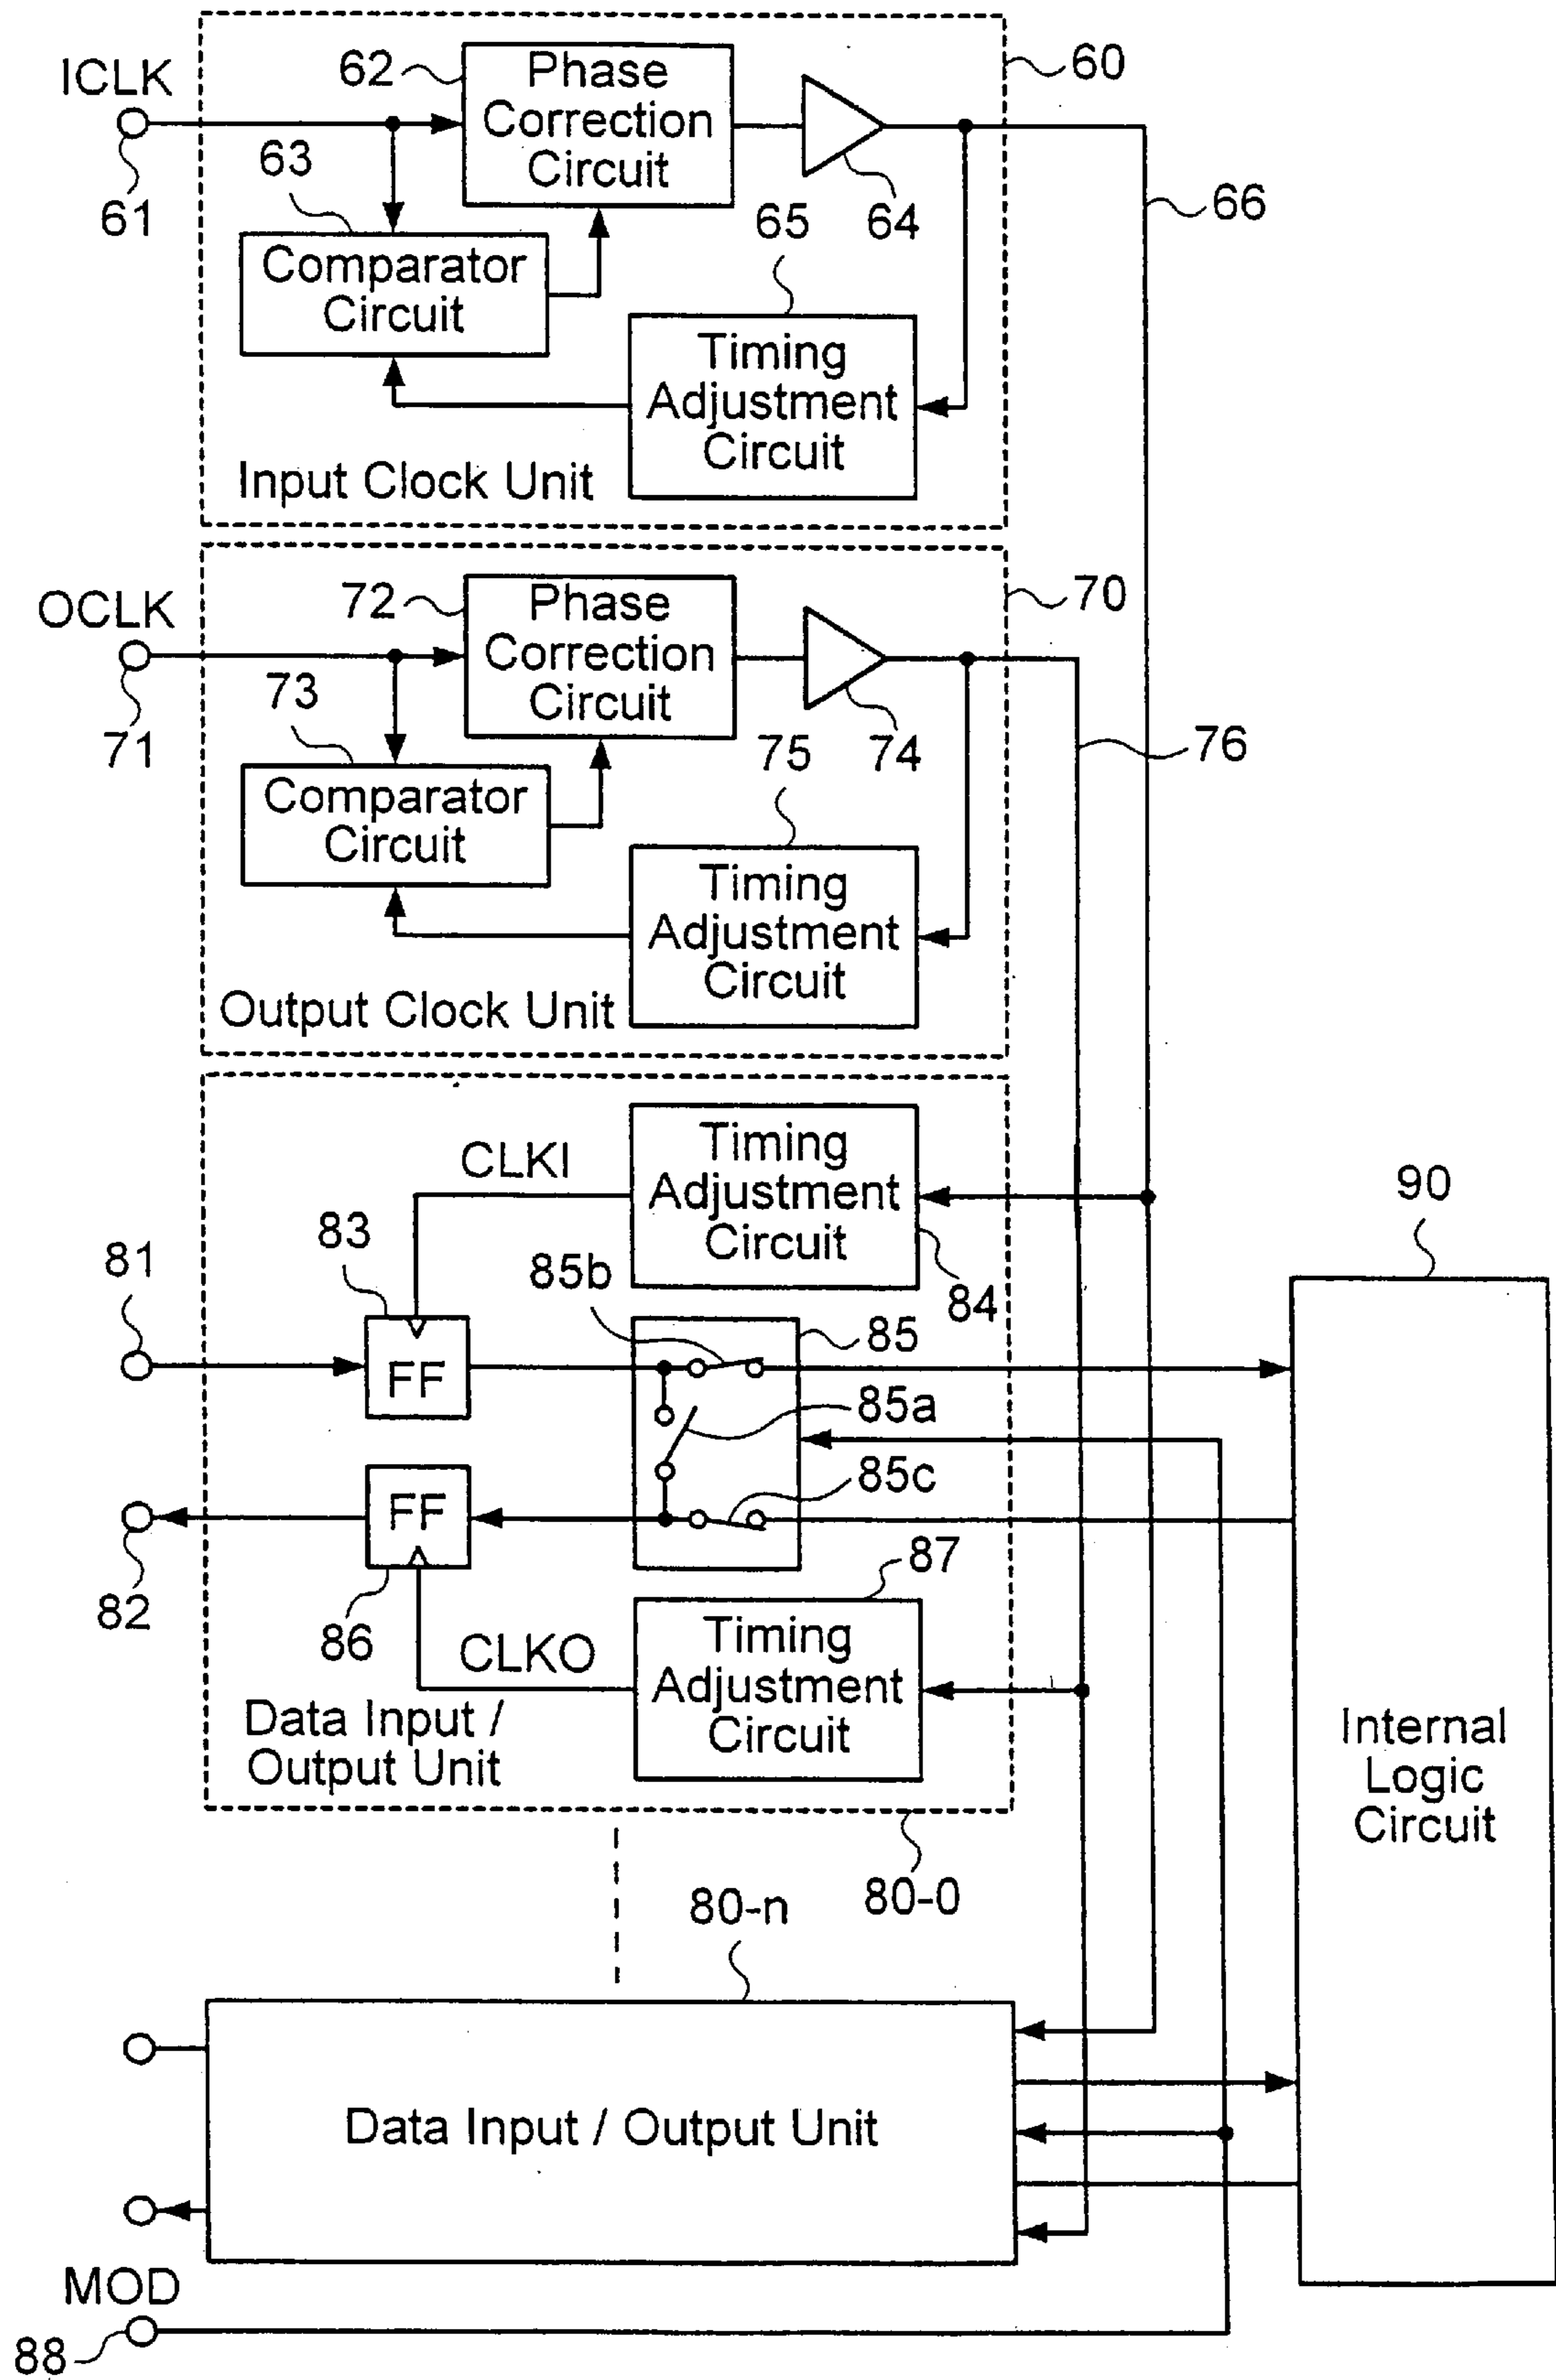 ICLK
61
62
Phase
Correction
Circuit
60
63
64
65
66
Comparator
Circuit
Timing
Adjustment
Circuit
Input Clock Unit
OCLK
71
72
Phase
Correction
Circuit
70
73
74
75
76
Comparator
Circuit
Timing
Adjustment
Circuit
Output Clock Unit
CLKI
Timing
Adjustment
Circuit
84
81
83
FF
85b
85
85a
85c
90
82
FF
86
87
CLKO
Timing
Adjustment
Circuit
Data Input /
Output Unit
Internal
Logic
Circuit
80-0
80-n
Data Input / Output Unit
MOD
88